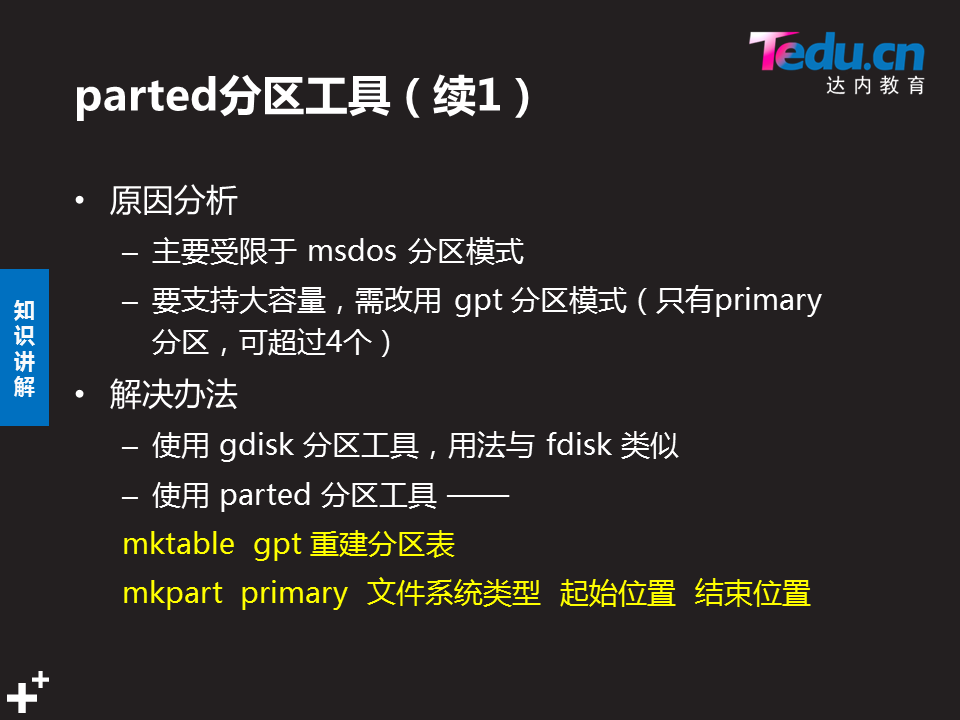 Tedu.cn
达内教育
parted分区工具（续1）
• 原因分析
– 主要受限于 msdos 分区模式
– 要支持大容量，需改用 gpt 分区模式（只有primary
分区，可超过4个）
知
识
讲
解
• 解决办法
– 使用 gdisk 分区工具，用法与 fdisk 类似
– 使用 parted 分区工具 ——
mktable gpt 重建分区表
mkpart primary 文件系统类型 起始位置 结束位置